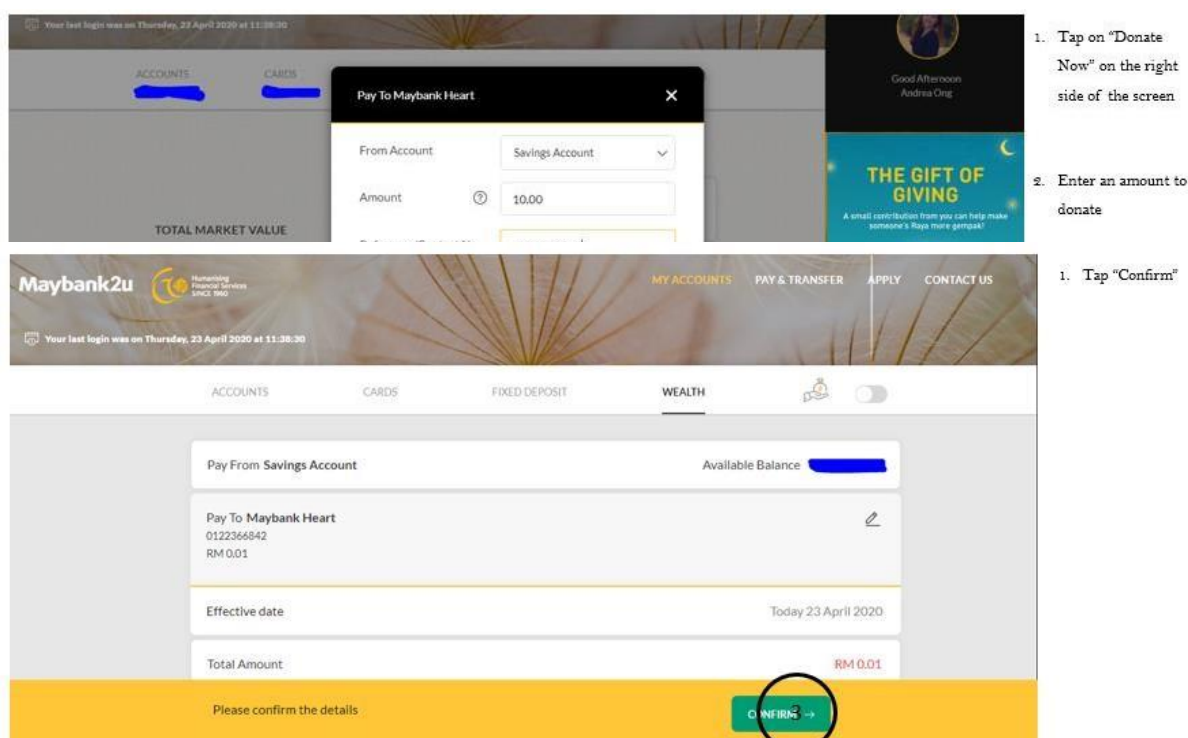 Your last login was on Thursday, 23 April 2020 at 11:38:30
ACCOUNTS CARDS
Pay To Maybank Heart
From Account Savings Account
Amount 10.00
TOTAL MARKET VALUE
Good Afternoon
Andrea Ong
THE GIFT OF
GIVING
A small contribution from you can help make
someone's Raya more gempak!
1. Tap on “Donate
Now” on the right
side of the screen
2. Enter an amount to
donate
Maybank2u
Humanising
Financial Services
SINCE 1960
MY ACCOUNTS PAY & TRANSFER APPLY CONTACT US
Your last login was on Thursday, 23 April 2020 at 11:38:30
ACCOUNTS CARDS FIXED DEPOSIT WEALTH
Pay From Savings Account Available Balance
Pay To Maybank Heart
0122366842
RM 0.01
Effective date Today 23 April 2020
Total Amount RM 0.01
Please confirm the details CONFIRM → 3
1. Tap “Confirm”